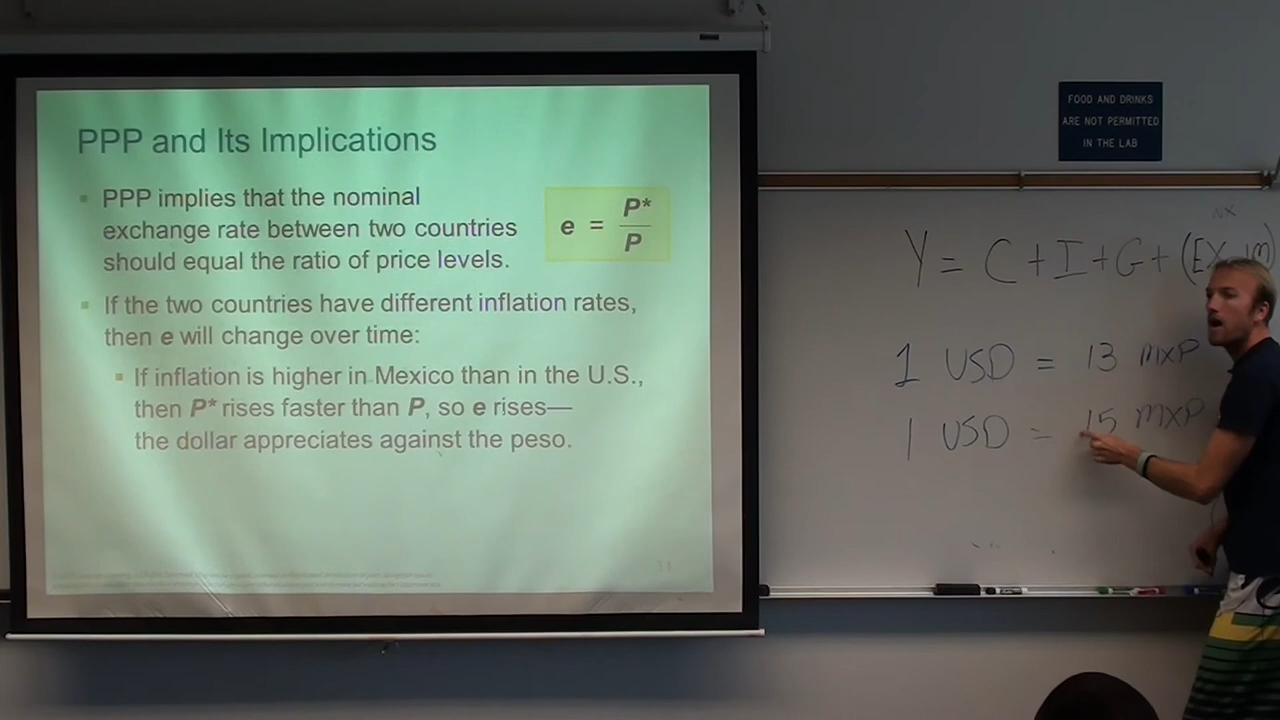 PPP and Its Implications
▪ PPP implies that the nominal
exchange rate between two countries
should equal the ratio of price levels.
e = P*
P
▪ If the two countries have different inflation rates,
then e will change over time:
▪ If inflation is higher in Mexico than in the U.S.,
then P* rises faster than P, so e rises—
the dollar appreciates against the peso.
31
FOOD AND DRINKS
ARE NOT PERMITTED
IN THE LAB
NX
Y = C + I + G + (EX
1 USD = 13 MXP
1 USD = 15 MXP